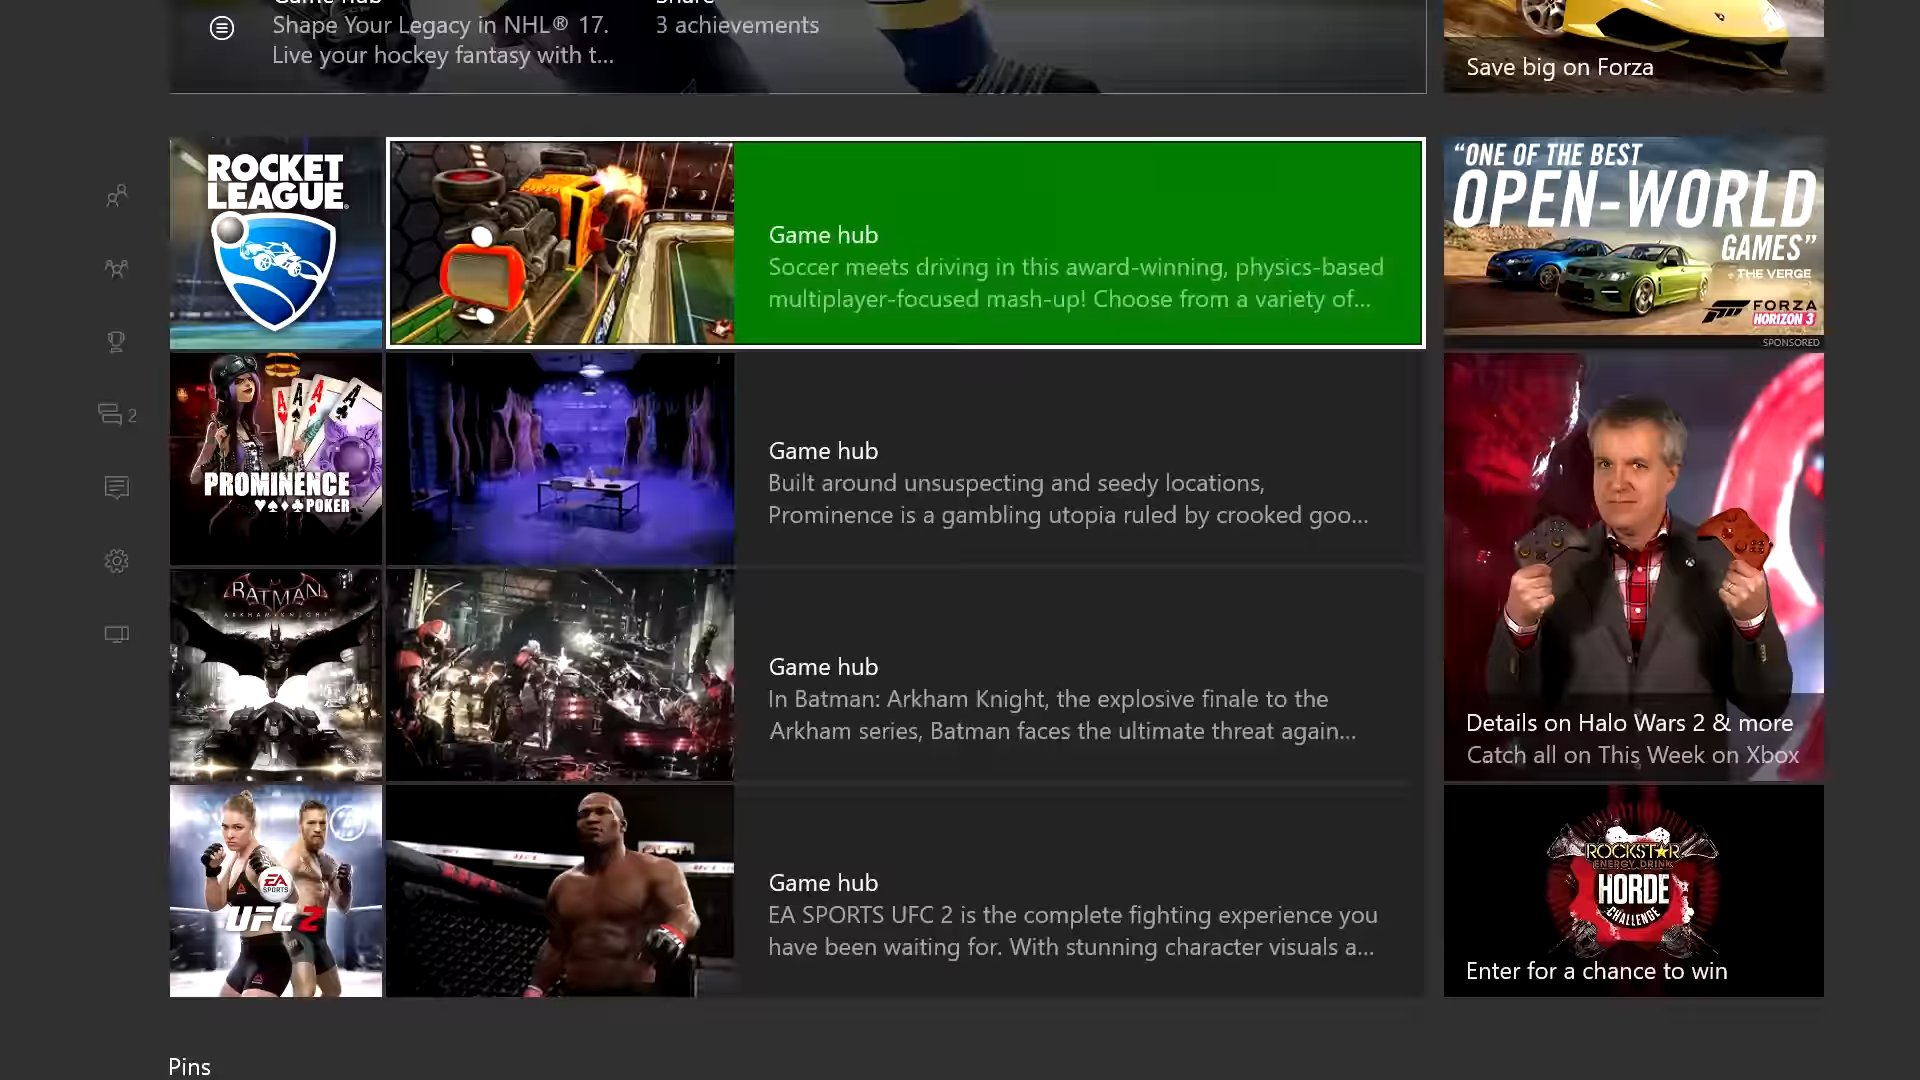 Game hub
Share
Shape Your Legacy in NHL® 17.
3 achievements
Live your hockey fantasy with t...
Save big on Forza
ROCKET
LEAGUE
Game hub
Soccer meets driving in this award-winning, physics-based
multiplayer-focused mash-up! Choose from a variety of...
"ONE OF THE BEST
OPEN-WORLD
GAMES"
- THE VERGE
FORZA
HORIZON 3
SPONSORED
2
PROMINENCE
POKER
Game hub
Built around unsuspecting and seedy locations,
Prominence is a gambling utopia ruled by crooked goo...
BATMAN
ARKHAM KNIGHT
Game hub
In Batman: Arkham Knight, the explosive finale to the
Arkham series, Batman faces the ultimate threat again...
Details on Halo Wars 2 & more
Catch all on This Week on Xbox
EA
SPORTS
UFC 2
Game hub
EA SPORTS UFC 2 is the complete fighting experience you
have been waiting for. With stunning character visuals a...
ROCKSTAR
ENERGY DRINK
HORDE
CHALLENGE
Enter for a chance to win
Pins